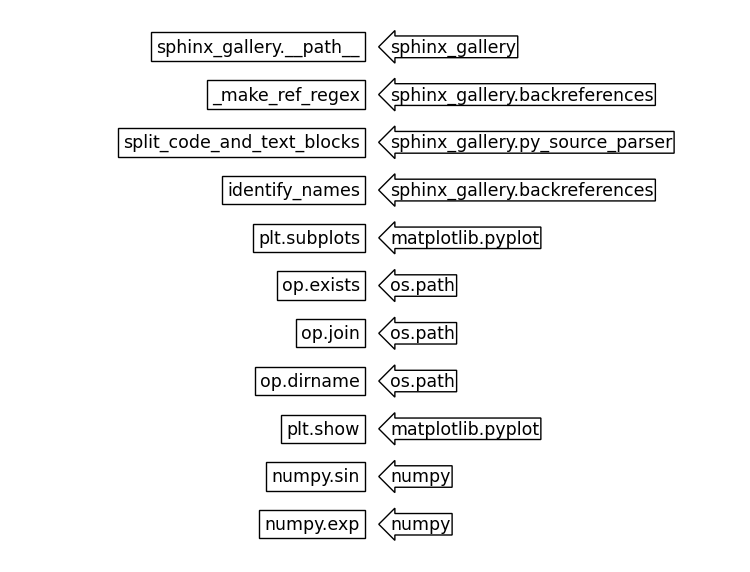 sphinx_gallery.__path__ sphinx_gallery
_make_ref_regex sphinx_gallery.backreferences
split_code_and_text_blocks sphinx_gallery.py_source_parser
identify_names sphinx_gallery.backreferences
plt.subplots matplotlib.pyplot
op.exists os.path
op.join os.path
op.dirname os.path
plt.show matplotlib.pyplot
numpy.sin numpy
numpy.exp numpy